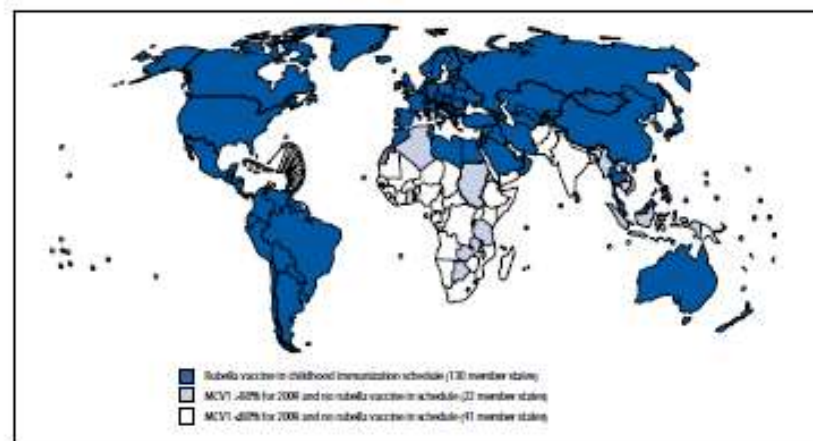 Rubella vaccine in childhood immunization schedule (130 member states)
MCV1 >80% for 2009 and no rubella vaccine in schedule (22 member states)
MCV1 <80% for 2009 and no rubella vaccine in schedule (41 member states)